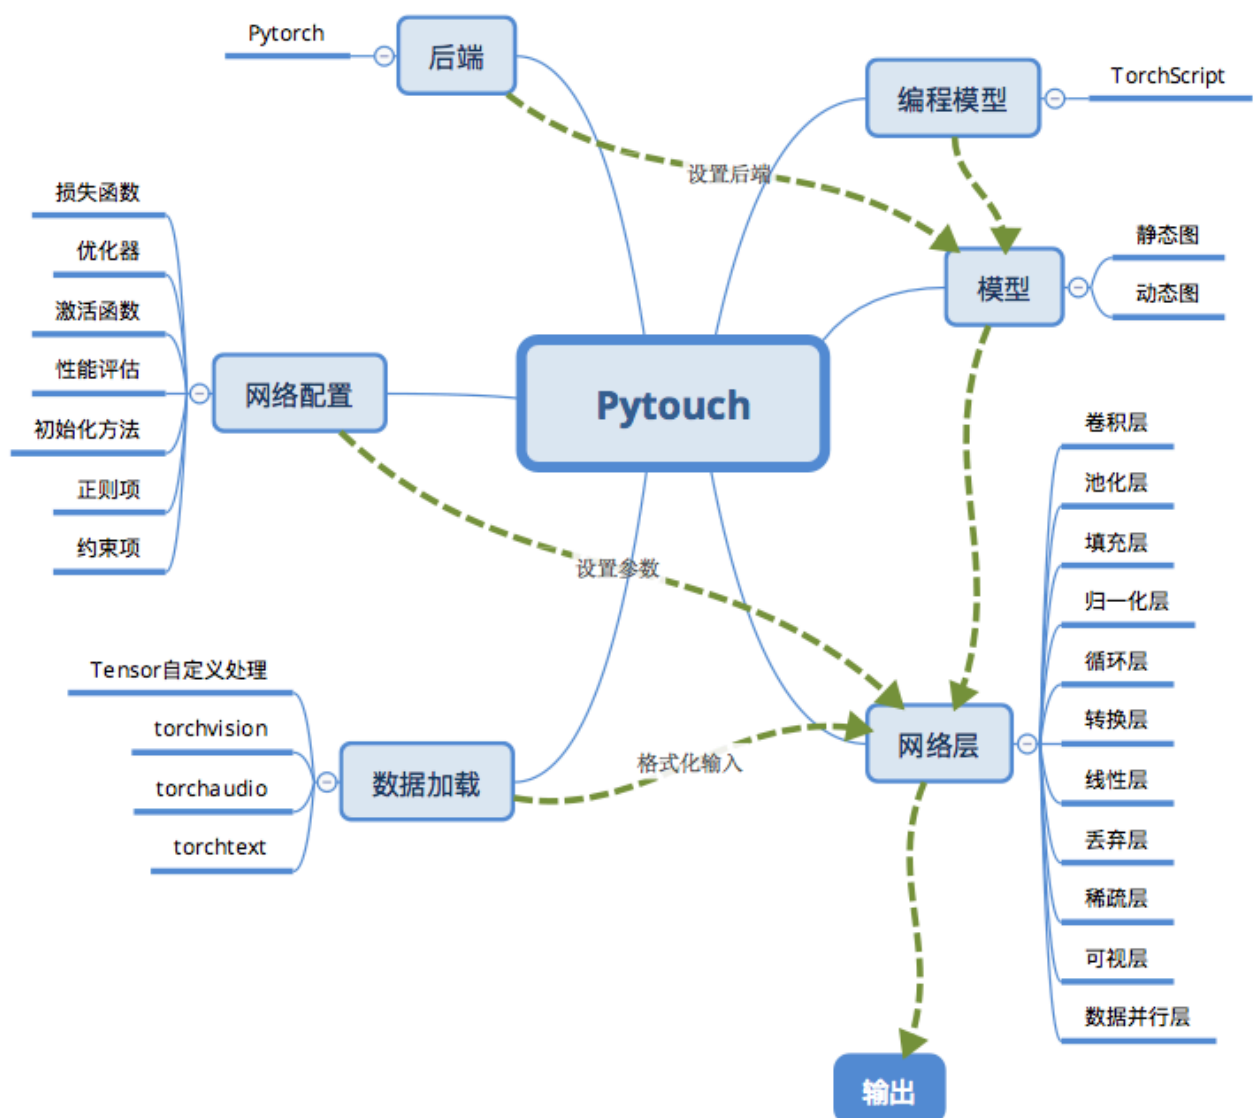 Pytorch
后端
编程模型
TorchScript
设置后端
损失函数
优化器
激活函数
性能评估
初始化方法
正则项
约束项
网络配置
静态图
动态图
模型
Pytouch
设置参数
卷积层
池化层
填充层
归一化层
循环层
转换层
线性层
丢弃层
稀疏层
可视层
数据并行层
网络层
Tensor自定义处理
torchvision
torchaudio
torchtext
数据加载
格式化输入
输出